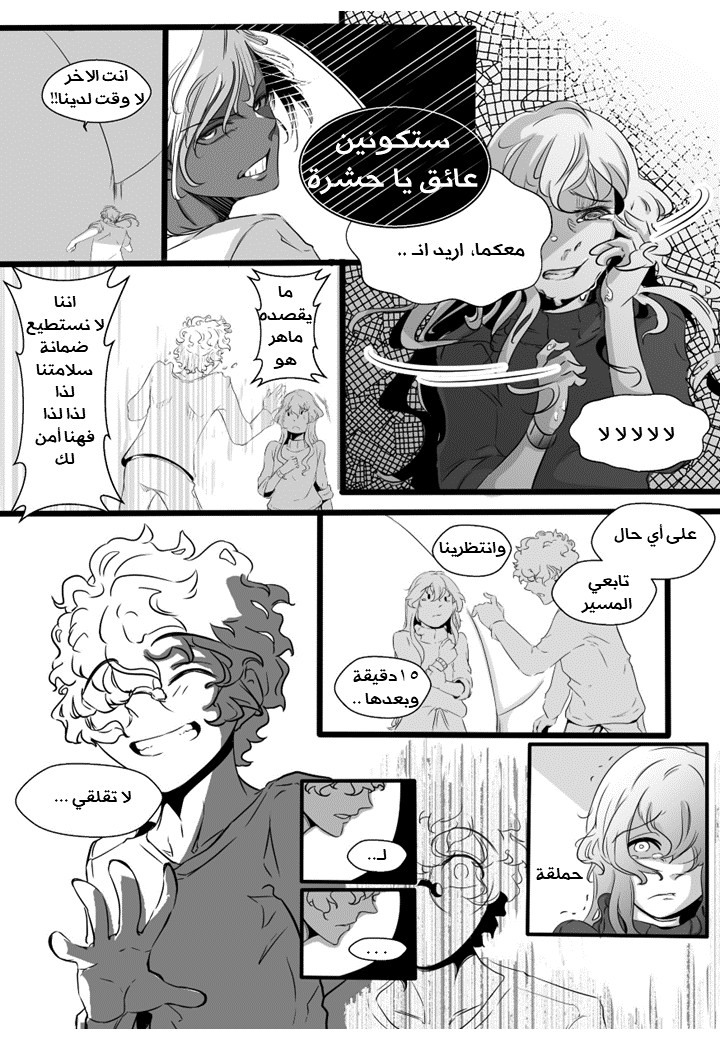 معكما، اريد انـ ..
لا لا لا لا لا
ستكونين
عائق يا حشرة
انت الاخر
لا وقت لدينا!!
ما
يقصده
ماهر
هو
اننا
لا نستطيع
ضمانة
سلامتنا
لذا
لذا لذا
فهنا أمن
لك
على أي حال
تابعي
المسير
وانتظرينا
١٥ دقيقة
وبعدها ..
حملقة
لـ..
...
لا تقلقي ...